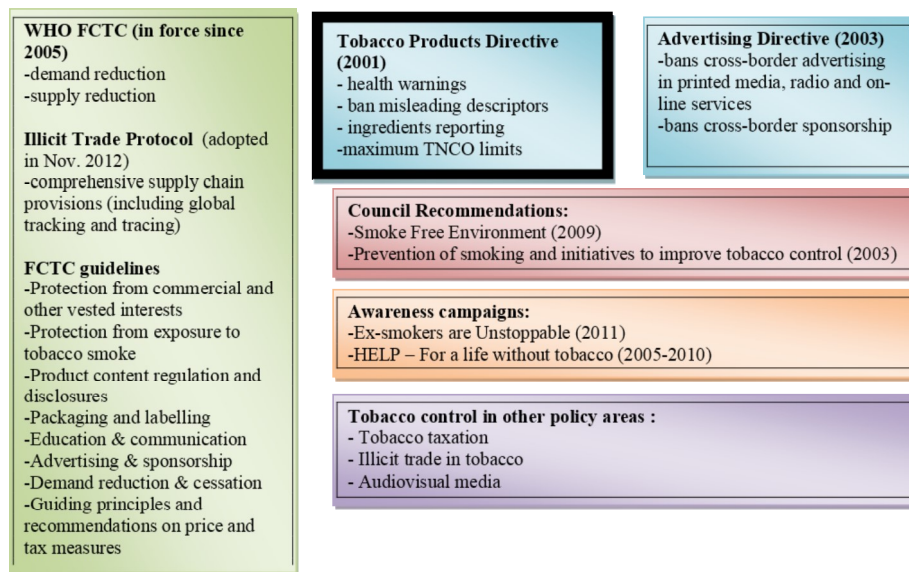 WHO FCTC (in force since
2005)
-demand reduction
-supply reduction
Illicit Trade Protocol (adopted
in Nov. 2012)
-comprehensive supply chain
provisions (including global
tracking and tracing)
FCTC guidelines
-Protection from commercial and
other vested interests
-Protection from exposure to
tobacco smoke
-Product content regulation and
disclosures
-Packaging and labelling
-Education & communication
-Advertising & sponsorship
-Demand reduction & cessation
-Guiding principles and
recommendations on price and
tax measures
Tobacco Products Directive
(2001)
- health warnings
- ban misleading descriptors
- ingredients reporting
-maximum TNCO limits
Advertising Directive (2003)
-bans cross-border advertising
in printed media, radio and on-
line services
-bans cross-border sponsorship
Council Recommendations:
-Smoke Free Environment (2009)
-Prevention of smoking and initiatives to improve tobacco control (2003)
Awareness campaigns:
-Ex-smokers are Unstoppable (2011)
-HELP – For a life without tobacco (2005-2010)
Tobacco control in other policy areas :
- Tobacco taxation
- Illicit trade in tobacco
- Audiovisual media